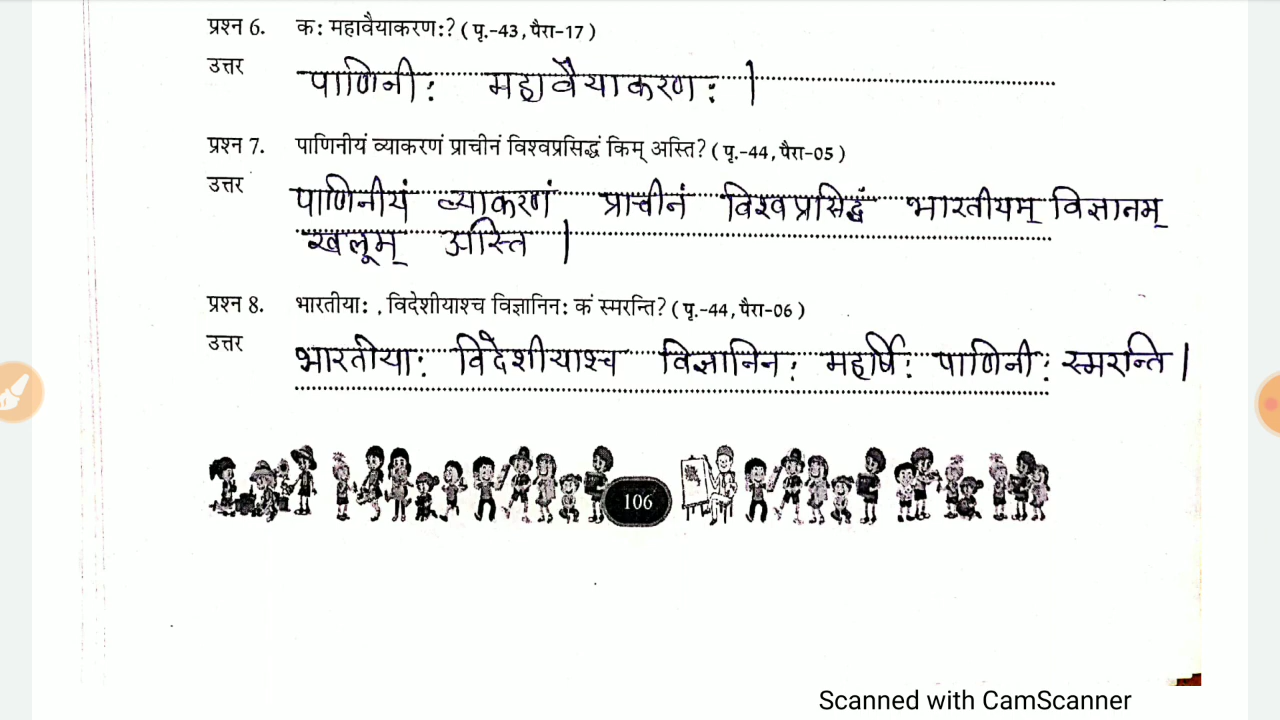 प्रश्न 6. कः महावैयाकरणः? (पृ.-43, पैरा-17)
उत्तर पाणिनीः महावैयाकरणः |
प्रश्न 7. पाणिनीयं व्याकरणं प्राचीनं विश्वप्रसिद्धं किम् अस्ति? (पृ.-44, पैरा-05)
उत्तर पाणिनीयं व्याकरणं प्राचीनं विश्वप्रसिद्धं भारतीयम् विज्ञानम्
खलूम् अस्ति |
प्रश्न 8. भारतीयाः , विदेशीयाश्च विज्ञानिनः कं स्मरन्ति? (पृ.-44, पैरा-06)
उत्तर भारतीयाः विदेशीयाश्च विज्ञानिनः महर्षिः पाणिनीः स्मरन्ति |
106
Scanned with CamScanner